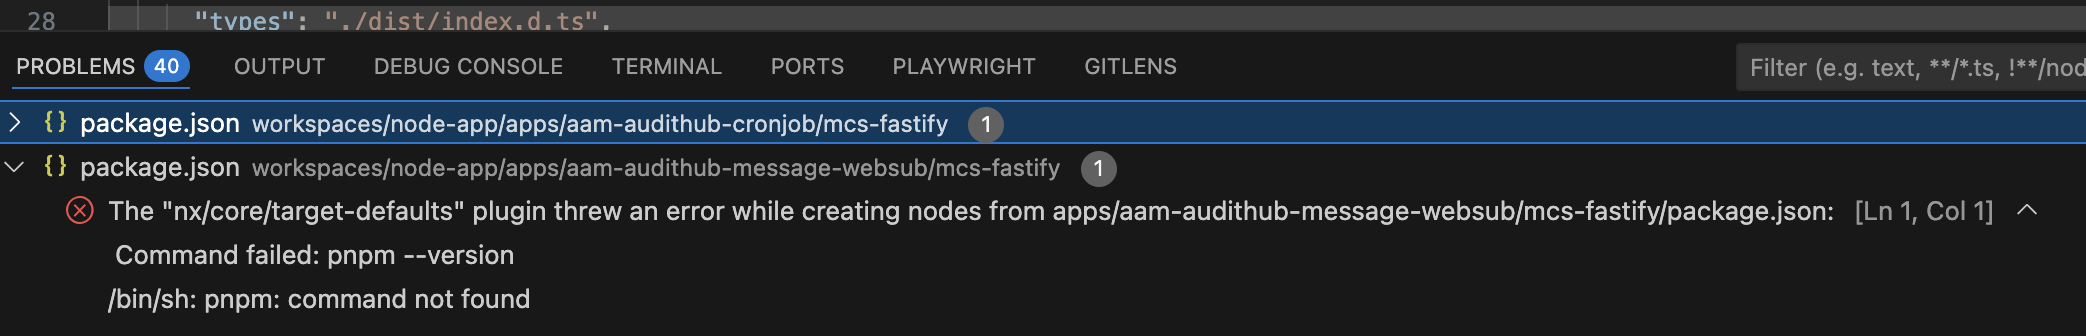 28 "types": "./dist/index.d.ts",
PROBLEMS 40 OUTPUT DEBUG CONSOLE TERMINAL PORTS PLAYWRIGHT GITLENS Filter (e.g. text, **/*.ts, !**/nod
{} package.json workspaces/node-app/apps/aam-audithub-cronjob/mcs-fastify 1
{} package.json workspaces/node-app/apps/aam-audithub-message-websub/mcs-fastify 1
The "nx/core/target-defaults" plugin threw an error while creating nodes from apps/aam-audithub-message-websub/mcs-fastify/package.json: [Ln 1, Col 1]
Command failed: pnpm --version
/bin/sh: pnpm: command not found